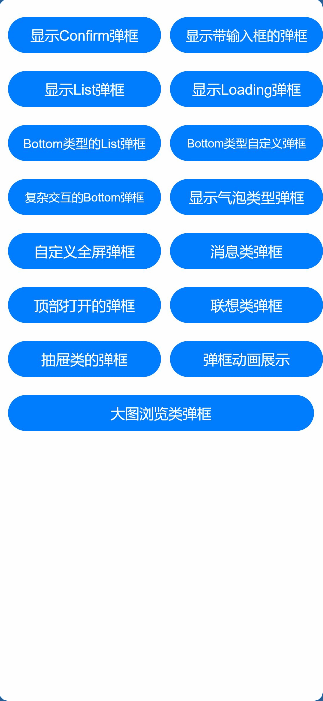 显示Confirm弹框
显示带输入框的弹框
显示List弹框
显示Loading弹框
Bottom类型的List弹框
Bottom类型自定义弹框
复杂交互的Bottom弹框
显示气泡类型弹框
自定义全屏弹框
消息类弹框
顶部打开的弹框
联想类弹框
抽屉类的弹框
弹框动画展示
大图浏览类弹框